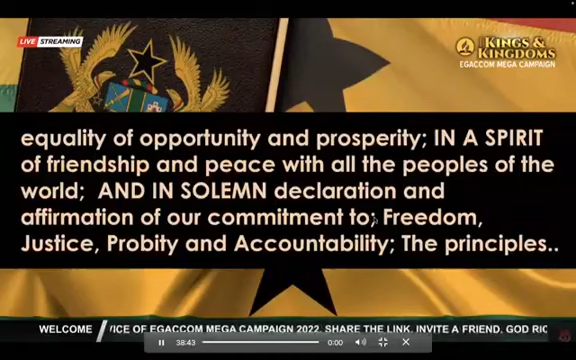 LIVE STREAMING
KINGS &
KINGDOMS
EGACCOM MEGA CAMPAIGN
equality of opportunity and prosperity; IN A SPIRIT
of friendship and peace with all the peoples of the
world; AND IN SOLEMN declaration and
affirmation of our commitment to; Freedom,
Justice, Probity and Accountability; The principles..
WELCOME
ICE OF EGACCOM MEGA CAMPAIGN 2022. SHARE THE LINK. INVITE A FRIEND. GOD RIC
38:43
0:00